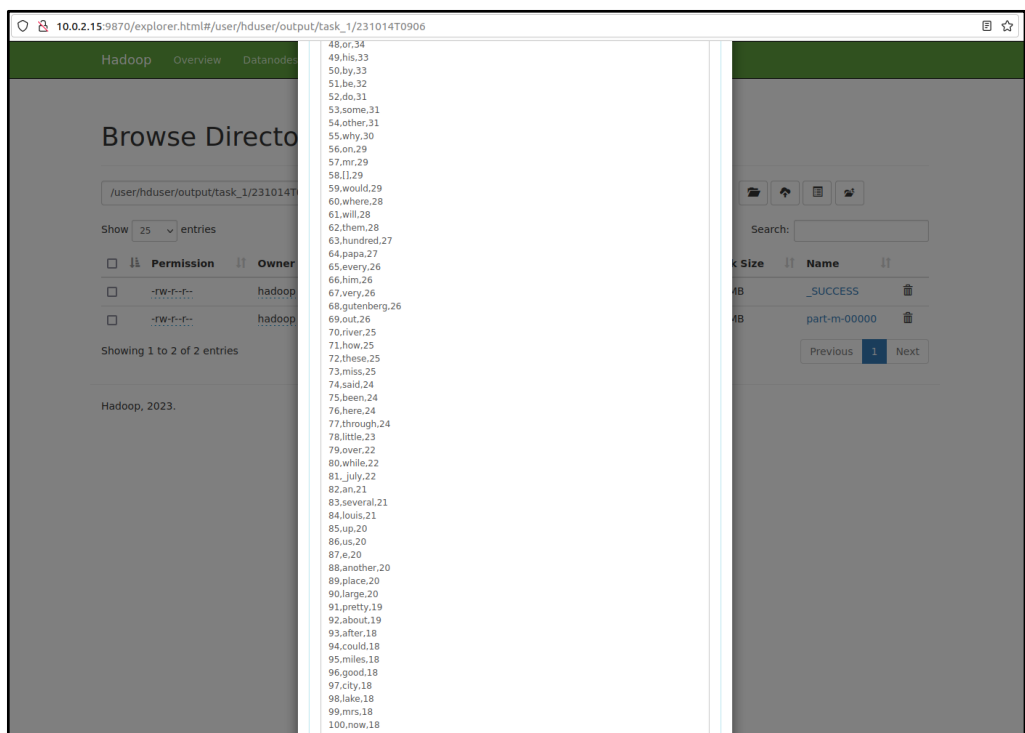 10.0.2.15:9870/explorer.html#/user/hduser/output/task_1/231014T0906
Hadoop Overview Datanodes
Browse Directo
/user/hduser/output/task_1/231014T
Show 25 entries
Search:
Permission Owner k Size Name
-rw-r--r-- hadoop MB _SUCCESS
-rw-r--r-- hadoop MB part-m-00000
Showing 1 to 2 of 2 entries
Previous 1 Next
Hadoop, 2023.
48,or,34
49,his,33
50,by,33
51,be,32
52,do,31
53,some,31
54,other,31
55,why,30
56,on,29
57,mr,29
58,[],29
59,would,29
60,where,28
61,will,28
62,them,28
63,hundred,27
64,papa,27
65,every,26
66,him,26
67,very,26
68,gutenberg,26
69,out,26
70,river,25
71,how,25
72,these,25
73,miss,25
74,said,24
75,been,24
76,here,24
77,through,24
78,little,23
79,over,22
80,while,22
81,_july,22
82,an,21
83,several,21
84,louis,21
85,up,20
86,us,20
87,e,20
88,another,20
89,place,20
90,large,20
91,pretty,19
92,about,19
93,after,18
94,could,18
95,miles,18
96,good,18
97,city,18
98,lake,18
99,mrs,18
100,now,18